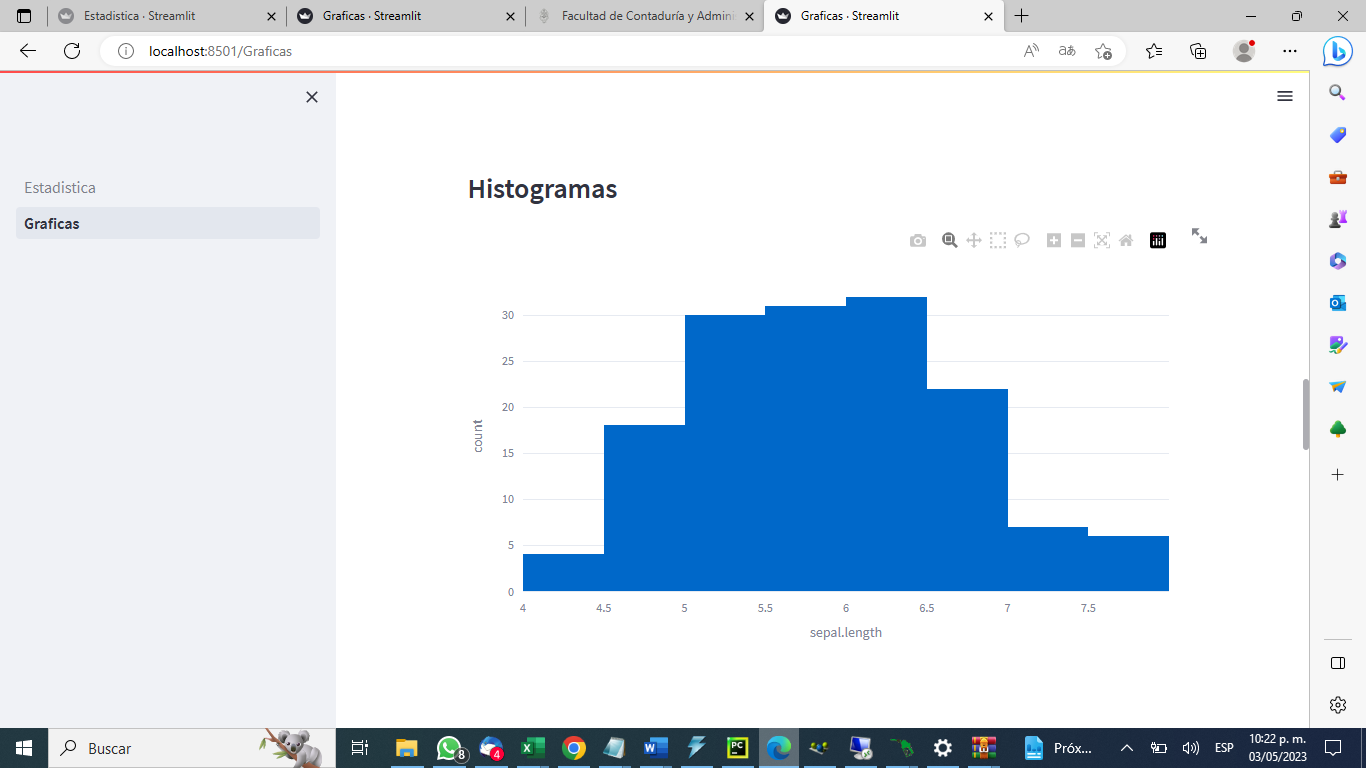 Estadistica · Streamlit
Graficas · Streamlit
Facultad de Contaduría y Admini
Graficas · Streamlit
localhost:8501/Graficas
Estadistica
Graficas
Histogramas
30
25
20
15
10
5
0
count
4 4.5 5 5.5 6 6.5 7 7.5
sepal.length
Buscar
8
4
PC
Próx...
ESP
10:22 p. m.
03/05/2023